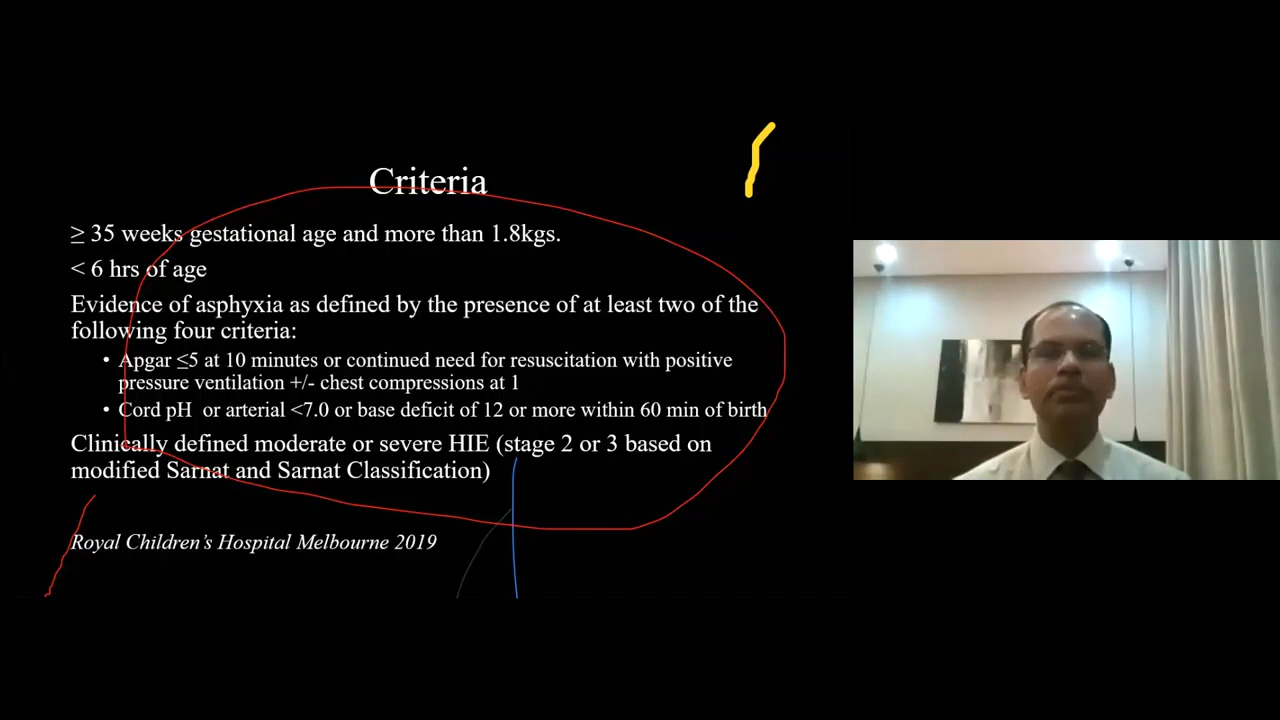 Criteria
≥ 35 weeks gestational age and more than 1.8kgs.
< 6 hrs of age
Evidence of asphyxia as defined by the presence of at least two of the
following four criteria:
• Apgar ≤5 at 10 minutes or continued need for resuscitation with positive
pressure ventilation +/- chest compressions at 1
• Cord pH or arterial <7.0 or base deficit of 12 or more within 60 min of birth
Clinically defined moderate or severe HIE (stage 2 or 3 based on
modified Sarnat and Sarnat Classification)
Royal Children's Hospital Melbourne 2019